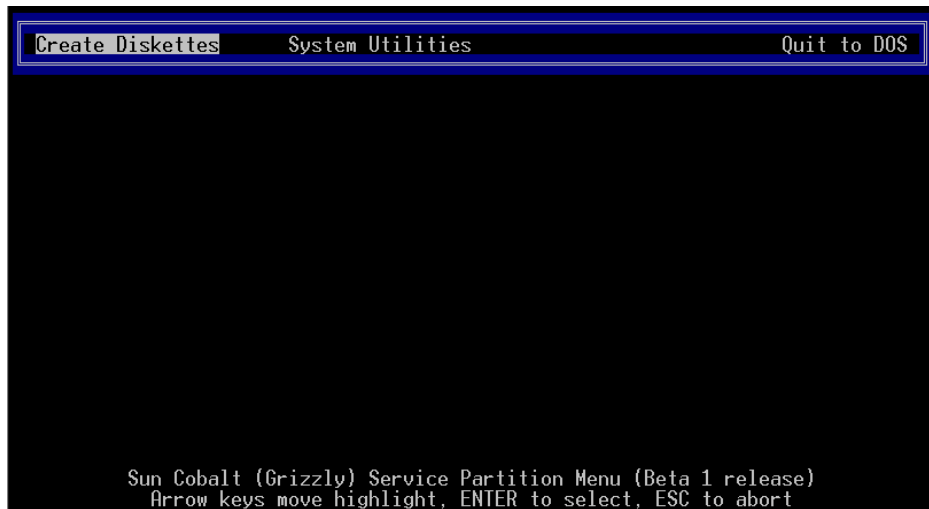 Create Diskettes System Utilities Quit to DOS
Sun Cobalt (Grizzly) Service Partition Menu (Beta 1 release)
Arrow keys move highlight, ENTER to select, ESC to abort